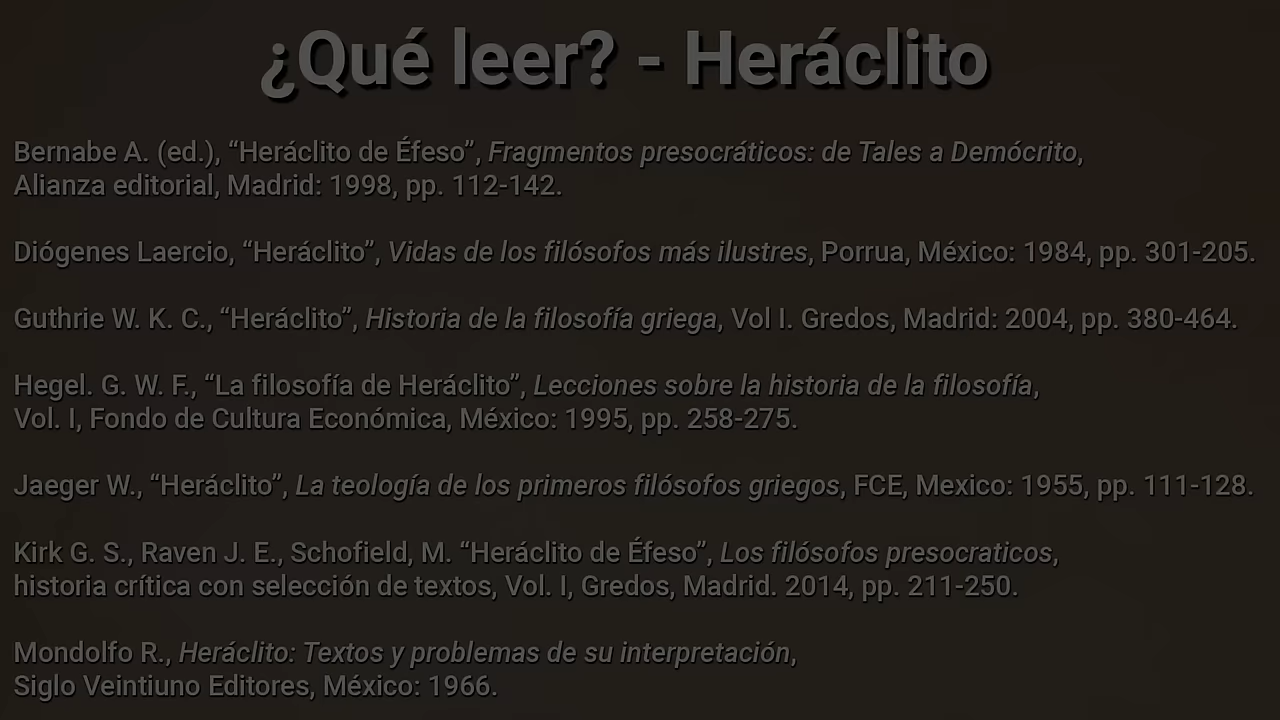 ¿Qué leer? - Heráclito
Bernabe A. (ed.), “Heráclito de Éfeso”, Fragmentos presocráticos: de Tales a Demócrito,
Alianza editorial, Madrid: 1998, pp. 112-142.
Diógenes Laercio, “Heráclito”, Vidas de los filósofos más ilustres, Porrua, México: 1984, pp. 301-205.
Guthrie W. K. C., “Heráclito”, Historia de la filosofía griega, Vol I. Gredos, Madrid: 2004, pp. 380-464.
Hegel. G. W. F., “La filosofía de Heráclito”, Lecciones sobre la historia de la filosofía,
Vol. I, Fondo de Cultura Económica, México: 1995, pp. 258-275.
Jaeger W., “Heráclito”, La teología de los primeros filósofos griegos, FCE, Mexico: 1955, pp. 111-128.
Kirk G. S., Raven J. E., Schofield, M. “Heráclito de Éfeso”, Los filósofos presocraticos,
historia crítica con selección de textos, Vol. I, Gredos, Madrid. 2014, pp. 211-250.
Mondolfo R., Heráclito: Textos y problemas de su interpretación,
Siglo Veintiuno Editores, México: 1966.